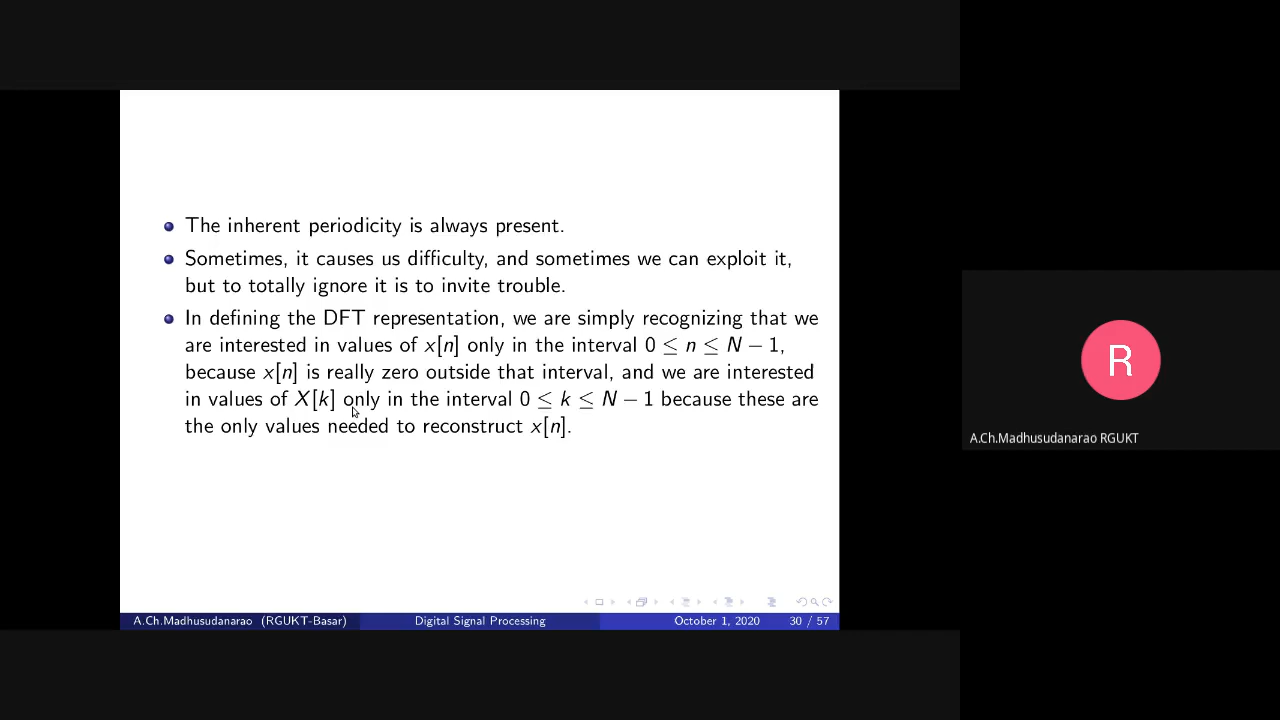 The inherent periodicity is always present.
Sometimes, it causes us difficulty, and sometimes we can exploit it,
but to totally ignore it is to invite trouble.
In defining the DFT representation, we are simply recognizing that we
are interested in values of x[n] only in the interval 0 ≤ n ≤ N − 1,
because x[n] is really zero outside that interval, and we are interested
in values of X[k] only in the interval 0 ≤ k ≤ N − 1 because these are
the only values needed to reconstruct x[n].
A.Ch.Madhusudanarao (RGUKT-Basar) Digital Signal Processing October 1, 2020 30 / 57
R
A.Ch.Madhusudanarao RGUKT